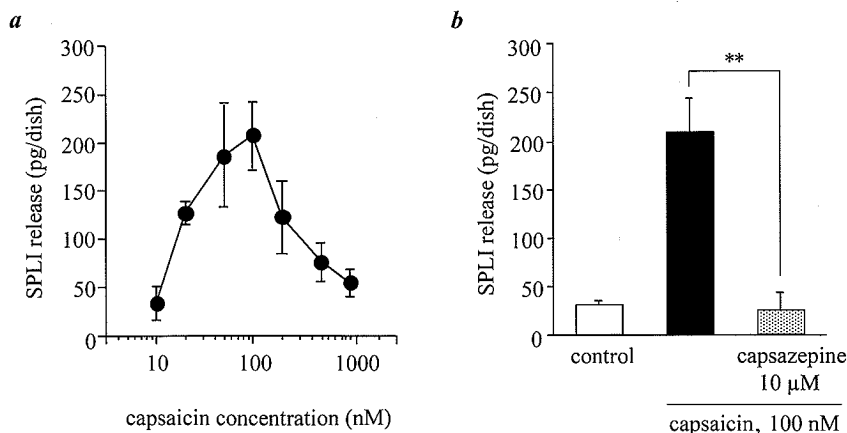 a
300
250
200
150
100
50
0
SPLI release (pg/dish)
10 100 1000
capsaicin concentration (nM)
b
300
250
200
150
100
50
0
SPLI release (pg/dish)
**
control capsazepine
10 µM
capsaicin, 100 nM